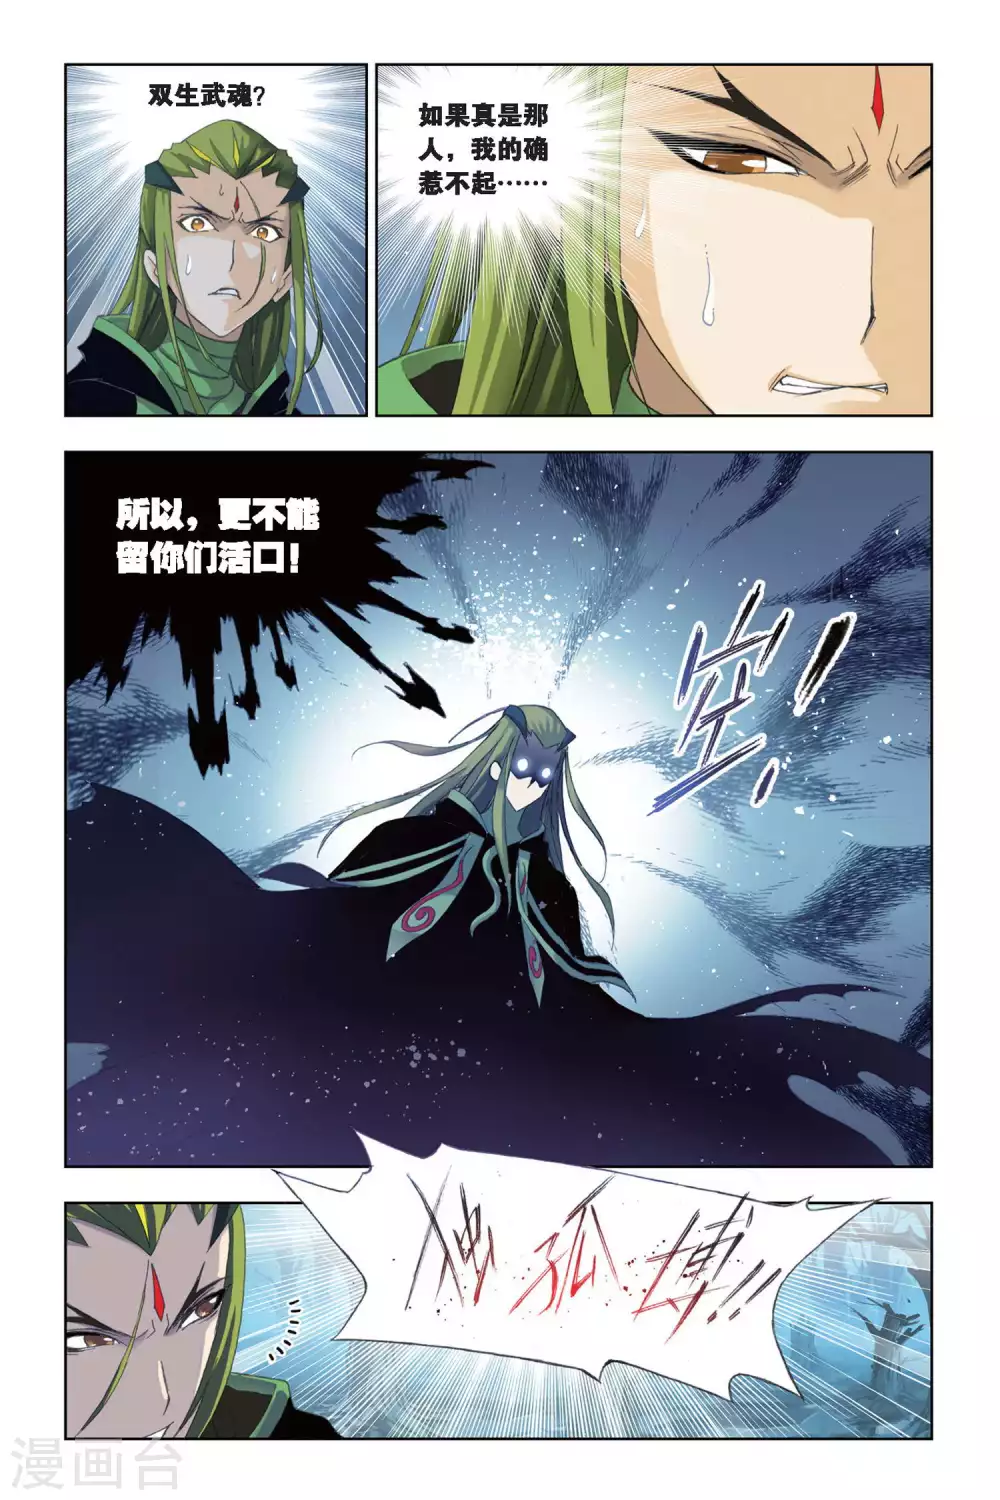 双生武魂？
如果真是那
人，我的确
惹不起……
所以，更不能
留你们活口！
空！
独孤博！！
漫画台